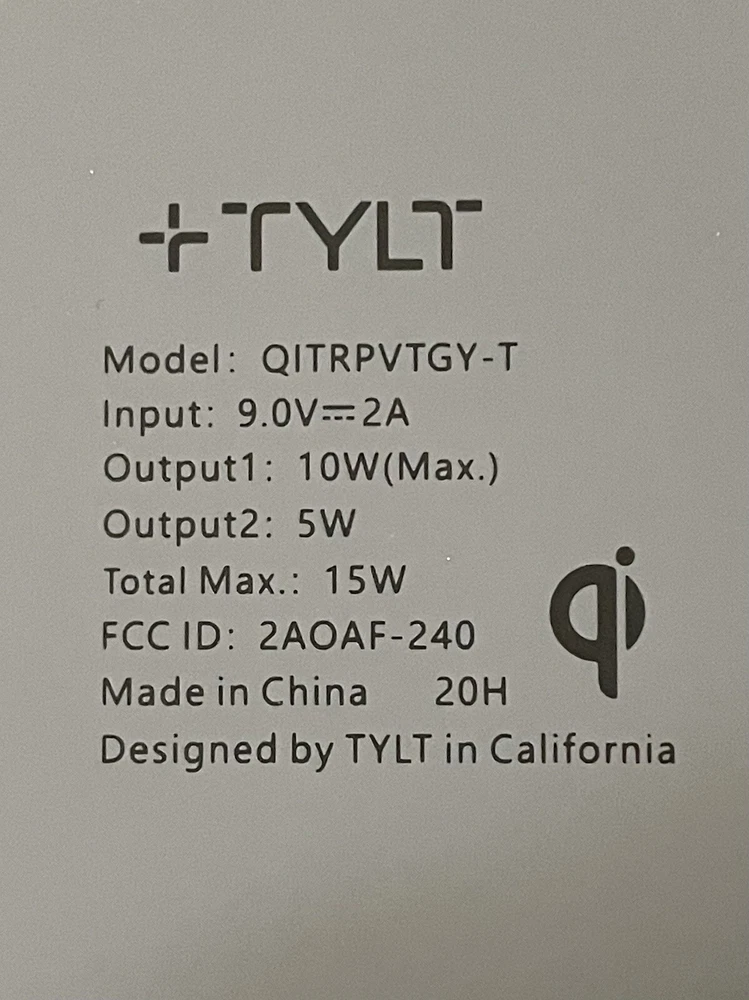 +TYLT
Model: QITRPVTGY-T
Input: 9.0V⎓2A
Output1: 10W(Max.)
Output2: 5W
Total Max.: 15W
FCC ID: 2AOAF-240
qi
Made in China 20H
Designed by TYLT in California